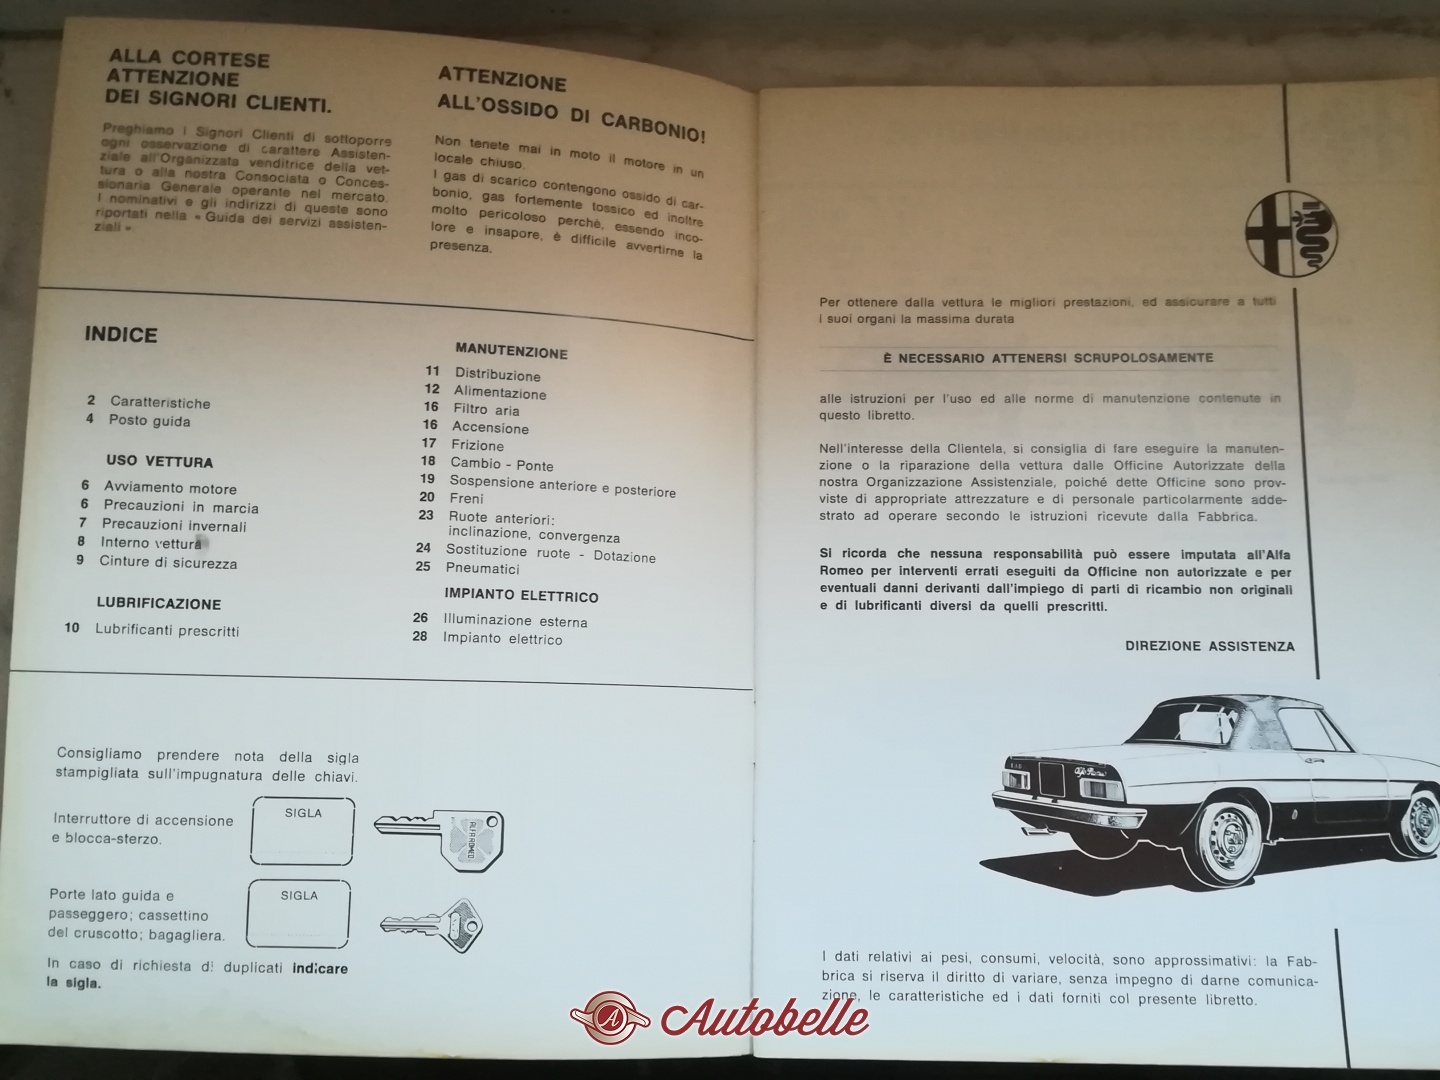 ALLA CORTESE
ATTENZIONE
DEI SIGNORI CLIENTI.
Preghiamo i Signori Clienti di sottoporre
ogni osservazione di carattere Assisten-
ziale all'Organizzata venditrice della vet-
tura o alla nostra Consociata o Conces-
sionaria Generale operante nel mercato.
I nominativi e gli indirizzi di queste sono
riportati nella « Guida dei servizi assisten-
ziali ».
ATTENZIONE
ALL'OSSIDO DI CARBONIO!
Non tenete mai in moto il motore in un
locale chiuso.
I gas di scarico contengono ossido di car-
bonio, gas fortemente tossico ed inoltre
molto pericoloso perchè, essendo inco-
lore e insapore, è difficile avvertirne la
presenza.
INDICE
2 Caratteristiche
4 Posto guida
USO VETTURA
6 Avviamento motore
6 Precauzioni in marcia
7 Precauzioni invernali
8 Interno vettura
9 Cinture di sicurezza
LUBRIFICAZIONE
10 Lubrificanti prescritti
MANUTENZIONE
11 Distribuzione
12 Alimentazione
16 Filtro aria
16 Accensione
17 Frizione
18 Cambio - Ponte
19 Sospensione anteriore e posteriore
20 Freni
23 Ruote anteriori:
inclinazione, convergenza
24 Sostituzione ruote - Dotazione
25 Pneumatici
IMPIANTO ELETTRICO
26 Illuminazione esterna
28 Impianto elettrico
Consigliamo prendere nota della sigla
stampigliata sull'impugnatura delle chiavi.
Interruttore di accensione
e blocca-sterzo.
SIGLA
ALFA ROMEO
Porte lato guida e
passeggero; cassettino
del cruscotto; bagagliera.
SIGLA
In caso di richiesta di duplicati indicare
la sigla.
Per ottenere dalla vettura le migliori prestazioni, ed assicurare a tutti
i suoi organi la massima durata
È NECESSARIO ATTENERSI SCRUPOLOSAMENTE
alle istruzioni per l'uso ed alle norme di manutenzione contenute in
questo libretto.
Nell'interesse della Clientela, si consiglia di fare eseguire la manuten-
zione o la riparazione della vettura dalle Officine Autorizzate della
nostra Organizzazione Assistenziale, poiché dette Officine sono prov-
viste di appropriate attrezzature e di personale particolarmente adde-
strato ad operare secondo le istruzioni ricevute dalla Fabbrica.
Si ricorda che nessuna responsabilità può essere imputata all'Alfa
Romeo per interventi errati eseguiti da Officine non autorizzate e per
eventuali danni derivanti dall'impiego di parti di ricambio non originali
e di lubrificanti diversi da quelli prescritti.
DIREZIONE ASSISTENZA
Alfa Romeo
I dati relativi ai pesi, consumi, velocità, sono approssimativi: la Fab-
brica si riserva il diritto di variare, senza impegno di darne comunica-
zione, le caratteristiche ed i dati forniti col presente libretto.
A Autobelle